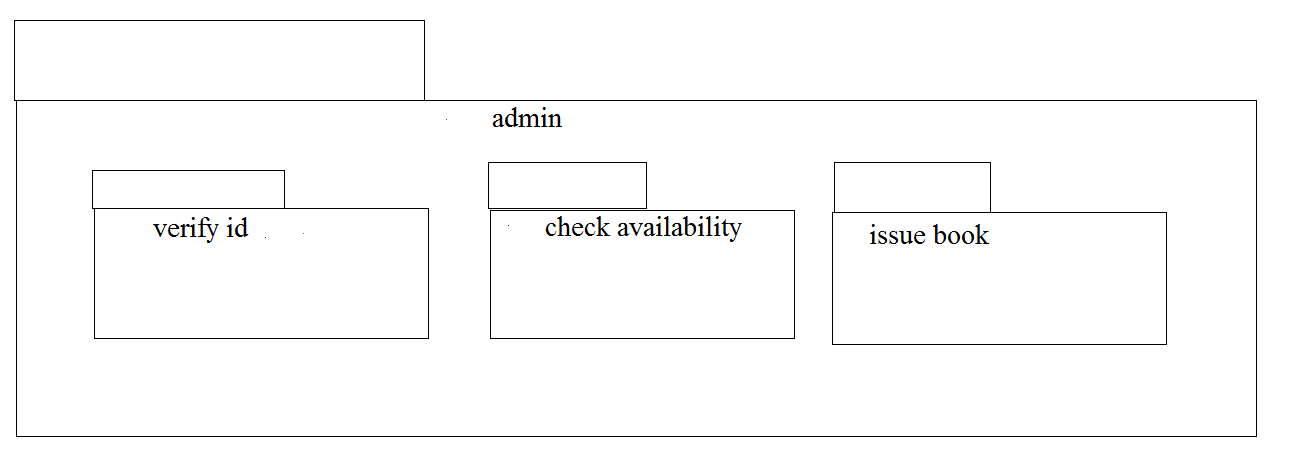 admin
verify id
check availability
issue book